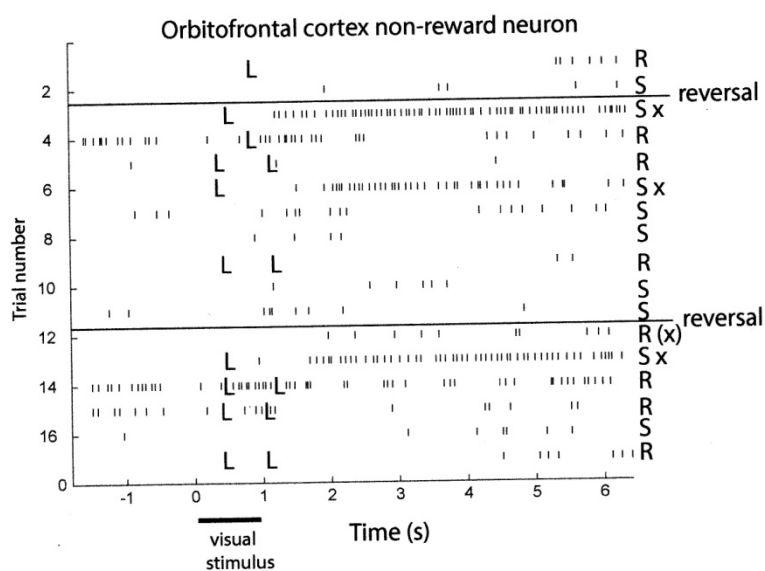 Orbitofrontal cortex non-reward neuron
L R
2 S
reversal
L S x
4 L R
L L R
6 L S x
S
8 S
L L R
10 S
S
reversal
12 R (x)
L S x
14 L L R
L L R
16 S
L L R
0
Trial number
-1 0 1 2 3 4 5 6
visual
stimulus
Time (s)